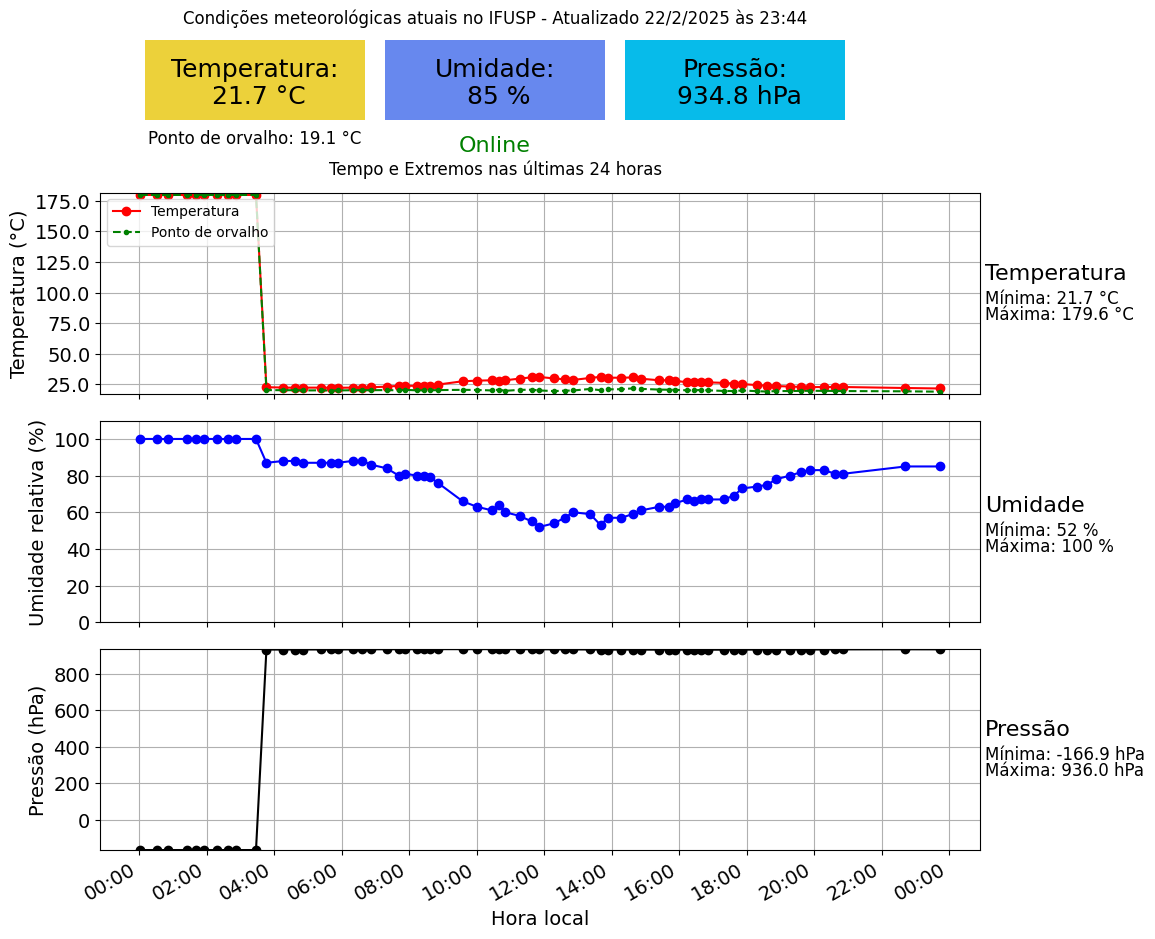 Condições meteorológicas atuais no IFUSP - Atualizado 22/2/2025 às 23:44
Temperatura:
21.7 °C
Umidade:
85 %
Pressão:
934.8 hPa
Ponto de orvalho: 19.1 °C
Online
Tempo e Extremos nas últimas 24 horas
Temperatura (°C)
175.0
150.0
125.0
100.0
75.0
50.0
25.0
Temperatura
Ponto de orvalho
Temperatura
Mínima: 21.7 °C
Máxima: 179.6 °C
Umidade relativa (%)
100
80
60
40
20
0
Umidade
Mínima: 52 %
Máxima: 100 %
Pressão (hPa)
800
600
400
200
0
Pressão
Mínima: -166.9 hPa
Máxima: 936.0 hPa
00:00 02:00 04:00 06:00 08:00 10:00 12:00 14:00 16:00 18:00 20:00 22:00 00:00
Hora local